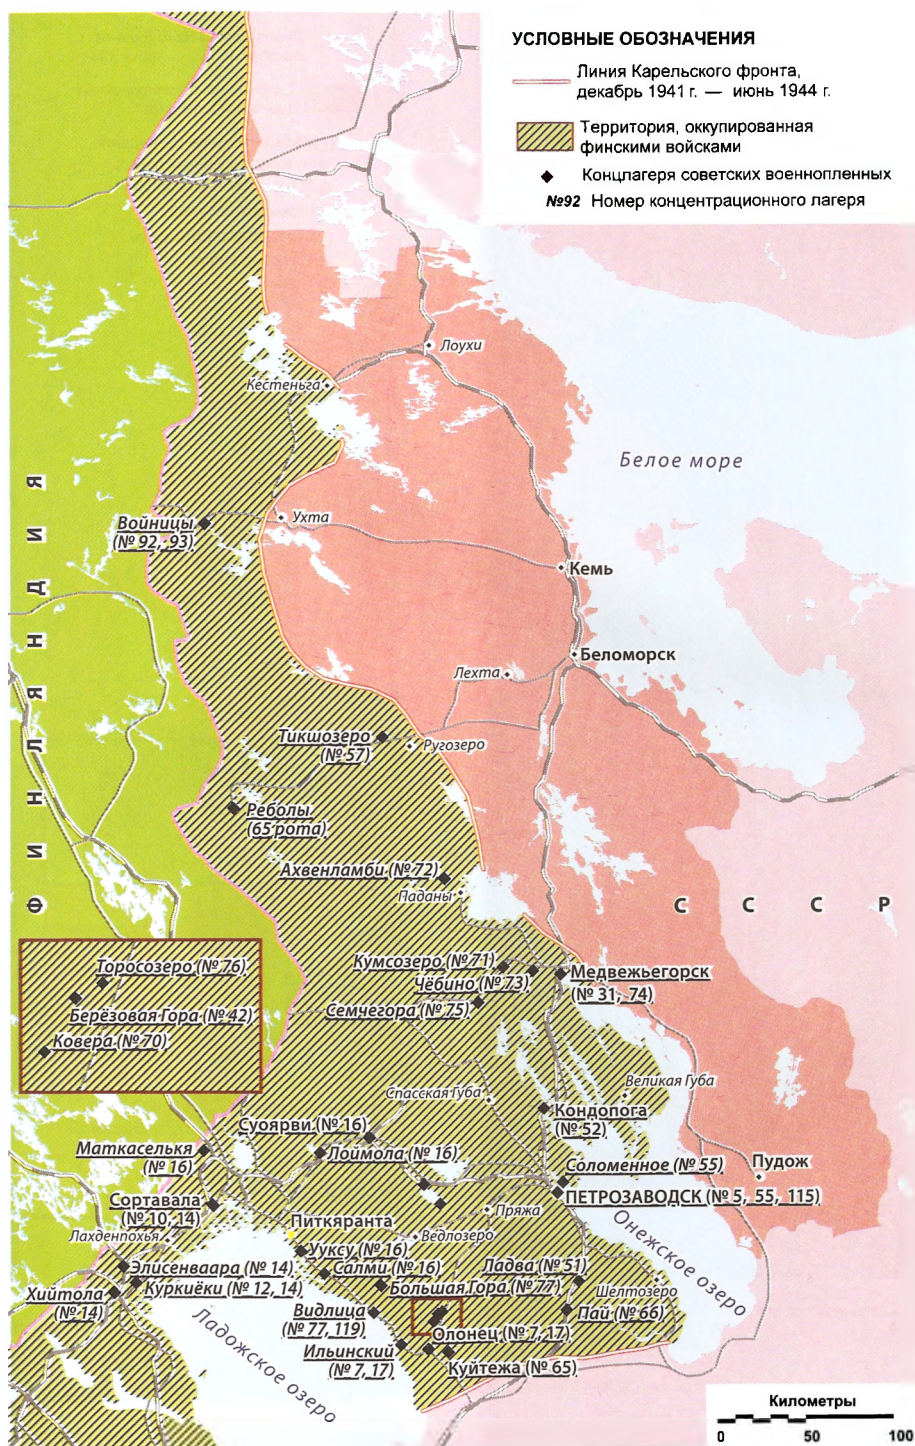 УСЛОВНЫЕ ОБОЗНАЧЕНИЯ
Линия Карельского фронта,
декабрь 1941 г. — июнь 1944 г.
Территория, оккупированная
финскими войсками
Концлагеря советских военнопленных
№92 Номер концентрационного лагеря
Лоухи
Кестеньга
Белое море
ФИНЛЯНДИЯ
Войницы
(№ 92, 93)
Ухта
Кемь
Беломорск
Лехта
Тикшозеро
(№ 57)
Ругозеро
Реболы
(65 рота)
Ахвенламби (№ 72)
Паданы
С С С Р
Торосозеро (№ 76)
Берёзовая Гора (№ 42)
Ковера (№ 70)
Кумсозеро (№ 71)
Чёбино (№ 73)
Семчегора (№ 75)
Медвежьегорск
(№ 31, 74)
Спасская Губа
Великая Губа
Кондопога
(№ 52)
Суоярви (№ 16)
Маткаселькя
(№ 16)
Лоймола (№ 16)
Соломенное (№ 55)
Пудож
ПЕТРОЗАВОДСК (№ 5, 55, 115)
Сортавала
(№ 10, 14)
Лахденпохья
Питкяранта
Пряжа
Ведлозеро
Онежское озеро
Ууксу (№ 16)
Элисенваара (№ 14)
Салми (№ 16)
Ладва (№ 51)
Куркиёки (№ 12, 14)
Большая Гора (№ 77)
Шелтозеро
Хийтола
(№ 14)
Видлица
(№ 77, 119)
Пай (№ 66)
Ладожское озеро
Олонец (№ 7, 17)
Ильинский
(№ 7, 17)
Куйтежа (№ 65)
Километры
0 50 100